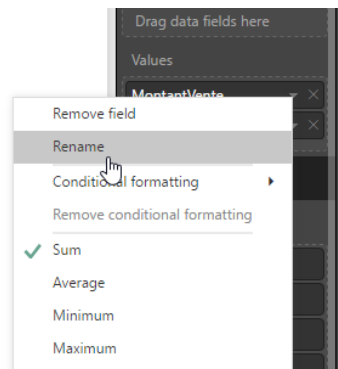 Drag data fields here
Values
MontantVente
Remove field
Rename
Conditional formatting
Remove conditional formatting
Sum
Average
Minimum
Maximum